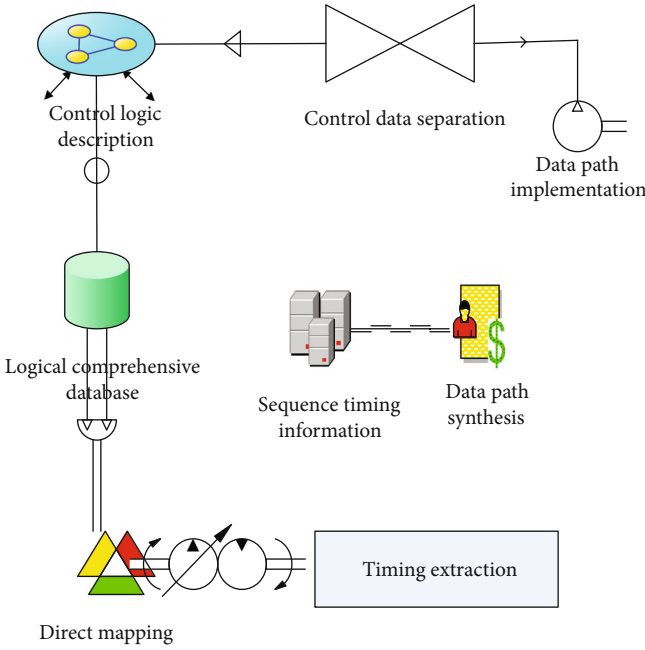 Control logic
description
Control data separation
Data path
implementation
Logical comprehensive
database
Sequence timing
information
Data path
synthesis
Timing extraction
Direct mapping